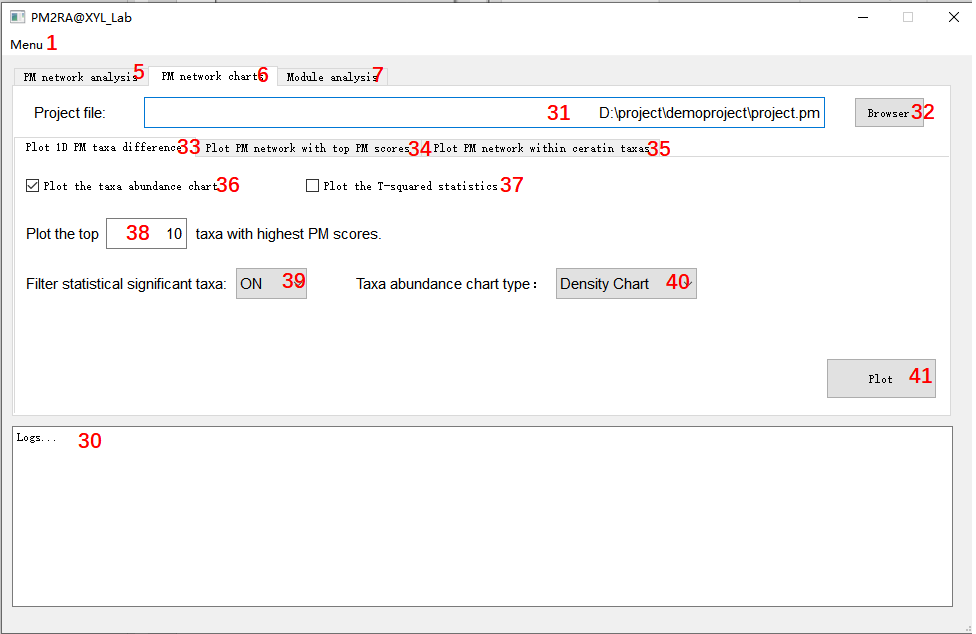 PM2RA@XYL_Lab
Menu 1
PM network analysis 5 PM network charts 6 Module analysis 7
Project file: 31 D:\project\demoproject\project.pm Browser 32
Plot 1D PM taxa difference 33 Plot PM network with top PM scores 34 Plot PM network within ceratin taxas 35
Plot the taxa abundance chart 36 Plot the T-squared statistics 37
Plot the top 38 10 taxa with highest PM scores.
Filter statistical significant taxa: ON 39 Taxa abundance chart type： Density Chart 40
Plot 41
Logs... 30